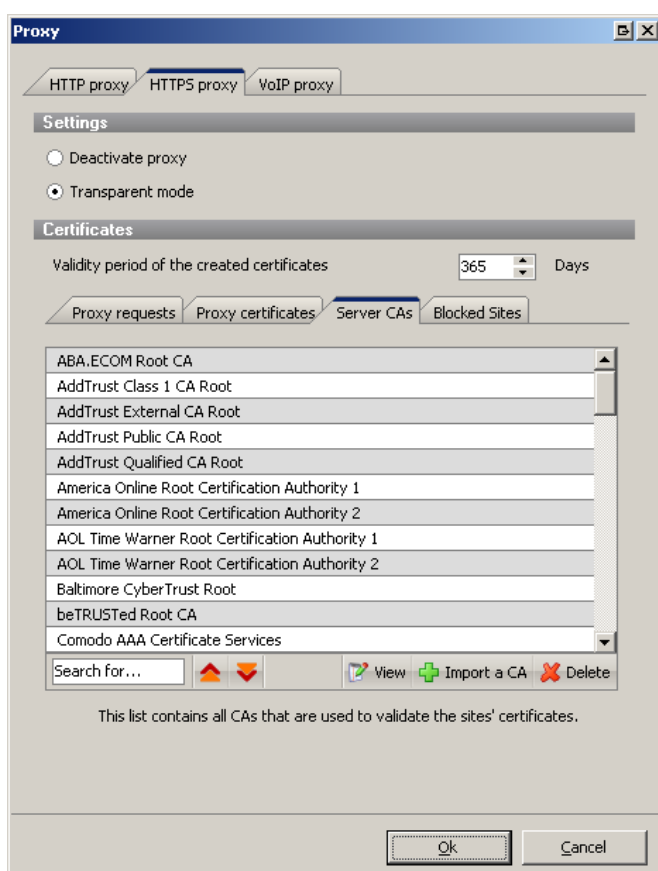 Proxy
HTTP proxy HTTPS proxy VoIP proxy
Settings
Deactivate proxy
Transparent mode
Certificates
Validity period of the created certificates 365 Days
Proxy requests Proxy certificates Server CAs Blocked Sites
ABA.ECOM Root CA
AddTrust Class 1 CA Root
AddTrust External CA Root
AddTrust Public CA Root
AddTrust Qualified CA Root
America Online Root Certification Authority 1
America Online Root Certification Authority 2
AOL Time Warner Root Certification Authority 1
AOL Time Warner Root Certification Authority 2
Baltimore CyberTrust Root
beTRUSTed Root CA
Comodo AAA Certificate Services
Search for... View Import a CA Delete
This list contains all CAs that are used to validate the sites' certificates.
Ok Cancel